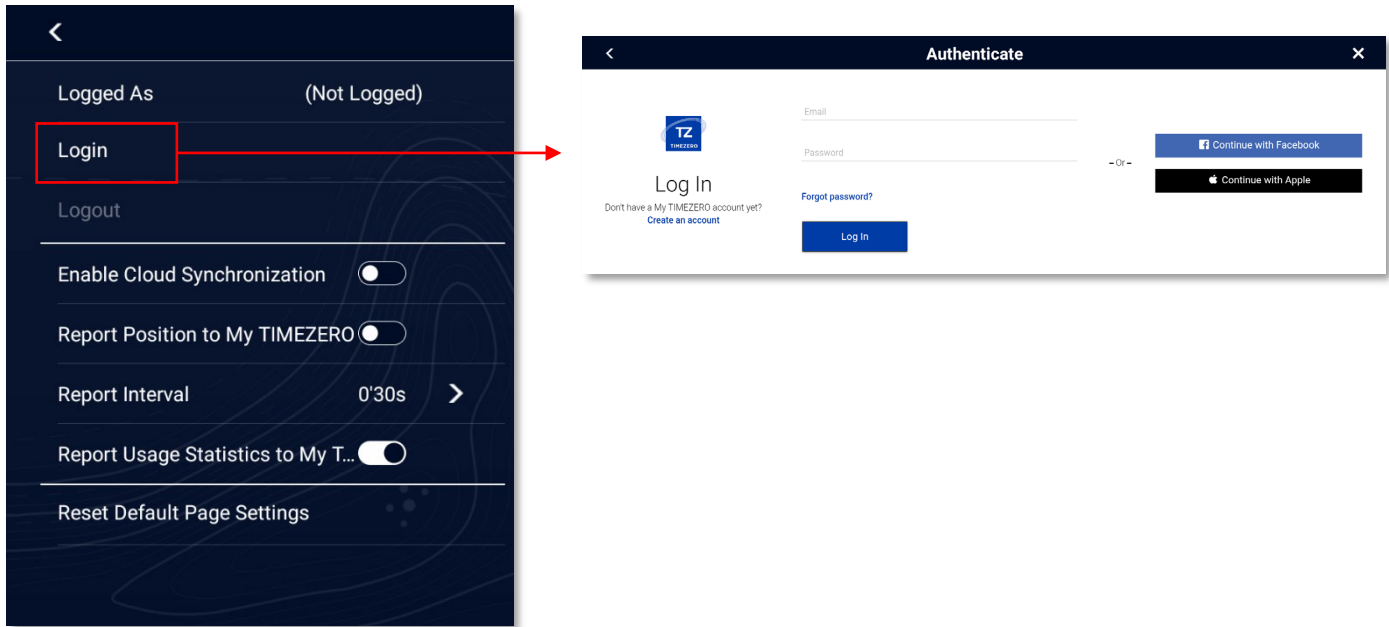 Logged As (Not Logged)
Login
Logout
Enable Cloud Synchronization
Report Position to My TIMEZERO
Report Interval 0'30s
Report Usage Statistics to My T...
Reset Default Page Settings
Authenticate
TZ
TIMEZERO
Log In
Don't have a My TIMEZERO account yet?
Create an account
Email
Password
Forgot password?
Log In
- Or -
Continue with Facebook
Continue with Apple